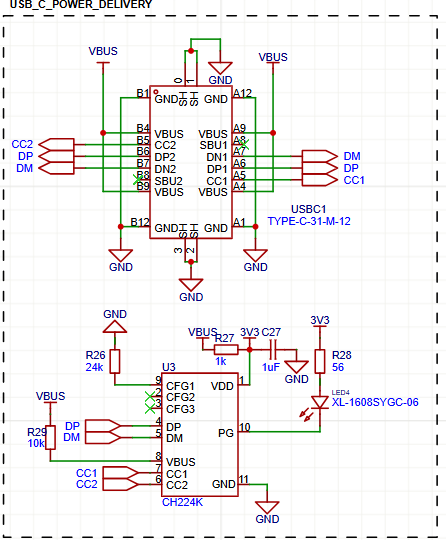 USB_C_POWER_DELIVERY
VBUS
GND
VBUS
0 1
B1 GND SH SH GND A12
B4 VBUS VBUS A9
CC2 B5 CC2 SBU1 A8
DP B6 DP2 DN1 A7 DM
DM B7 DN2 DP1 A6 DP
B8 SBU2 CC1 A5 CC1
B9 VBUS VBUS A4
USBC1
TYPE-C-31-M-12
B12 GND SH SH GND A1
3 2
GND
GND
GND
GND
R26
24k
VBUS R27
1k
3V3 C27
1uF
GND
3V3
R28
56
LED4
XL-1608SYGC-06
U3
9 CFG1 VDD 1
2 CFG2
3 CFG3
VBUS
R29
10k
DP 4 DP PG 10
DM 5 DM
8 VBUS
CC1 7 CC1 GND 11
CC2 6 CC2
CH224K
GND